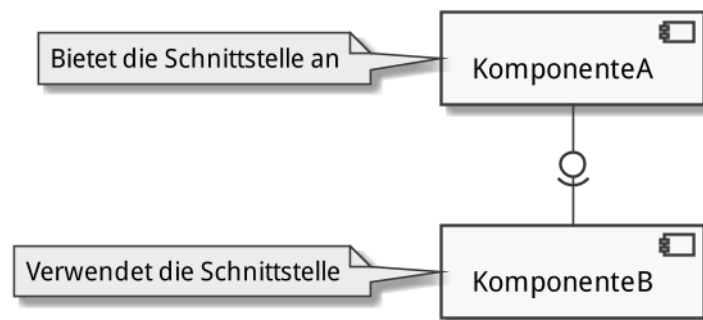 Bietet die Schnittstelle an
KomponenteA
Verwendet die Schnittstelle
KomponenteB